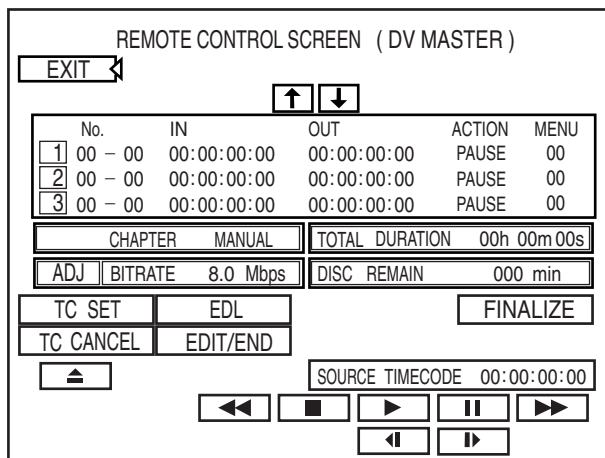 REMOTE CONTROL SCREEN ( DV MASTER )
EXIT
No. IN OUT ACTION MENU
1 00 – 00 00:00:00:00 00:00:00:00 PAUSE 00
2 00 – 00 00:00:00:00 00:00:00:00 PAUSE 00
3 00 – 00 00:00:00:00 00:00:00:00 PAUSE 00
CHAPTER MANUAL TOTAL DURATION 00h 00m 00s
ADJ BITRATE 8.0 Mbps DISC REMAIN 000 min
TC SET EDL FINALIZE
TC CANCEL EDIT/END
SOURCE TIMECODE 00:00:00:00